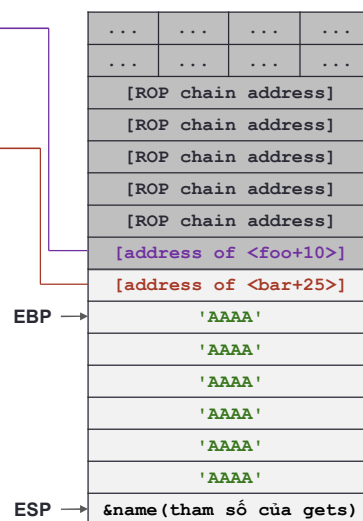 ... ... ... ...
... ... ... ...
[ROP chain address]
[ROP chain address]
[ROP chain address]
[ROP chain address]
[ROP chain address]
[address of <foo+10>]
[address of <bar+25>]
EBP 'AAAA'
'AAAA'
'AAAA'
'AAAA'
'AAAA'
'AAAA'
ESP &name(tham số của gets)